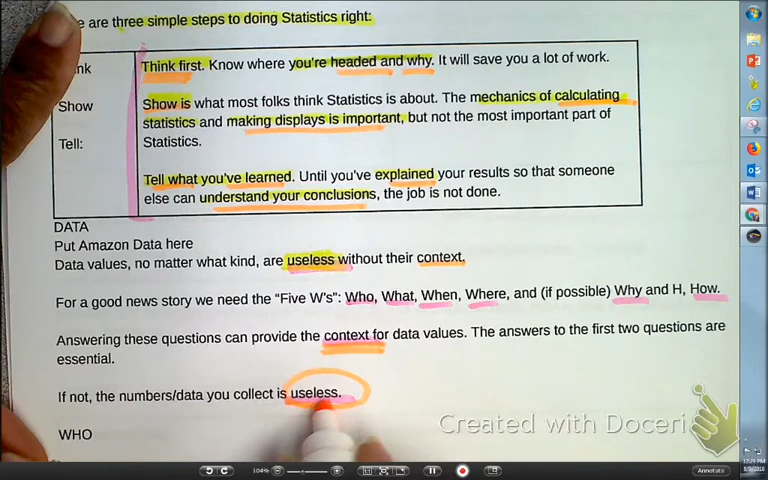 e are three simple steps to doing Statistics right:
nk
Think first. Know where you're headed and why. It will save you a lot of work.
Show
Show is what most folks think Statistics is about. The mechanics of calculating
statistics and making displays is important, but not the most important part of
Statistics.
Tell:
Tell what you've learned. Until you've explained your results so that someone
else can understand your conclusions, the job is not done.
DATA
Put Amazon Data here
Data values, no matter what kind, are useless without their context.
For a good news story we need the “Five W's”: Who, What, When, Where, and (if possible) Why and H, How.
Answering these questions can provide the context for data values. The answers to the first two questions are
essential.
If not, the numbers/data you collect is useless.
WHO
Created with Doceri
104%
Annotate